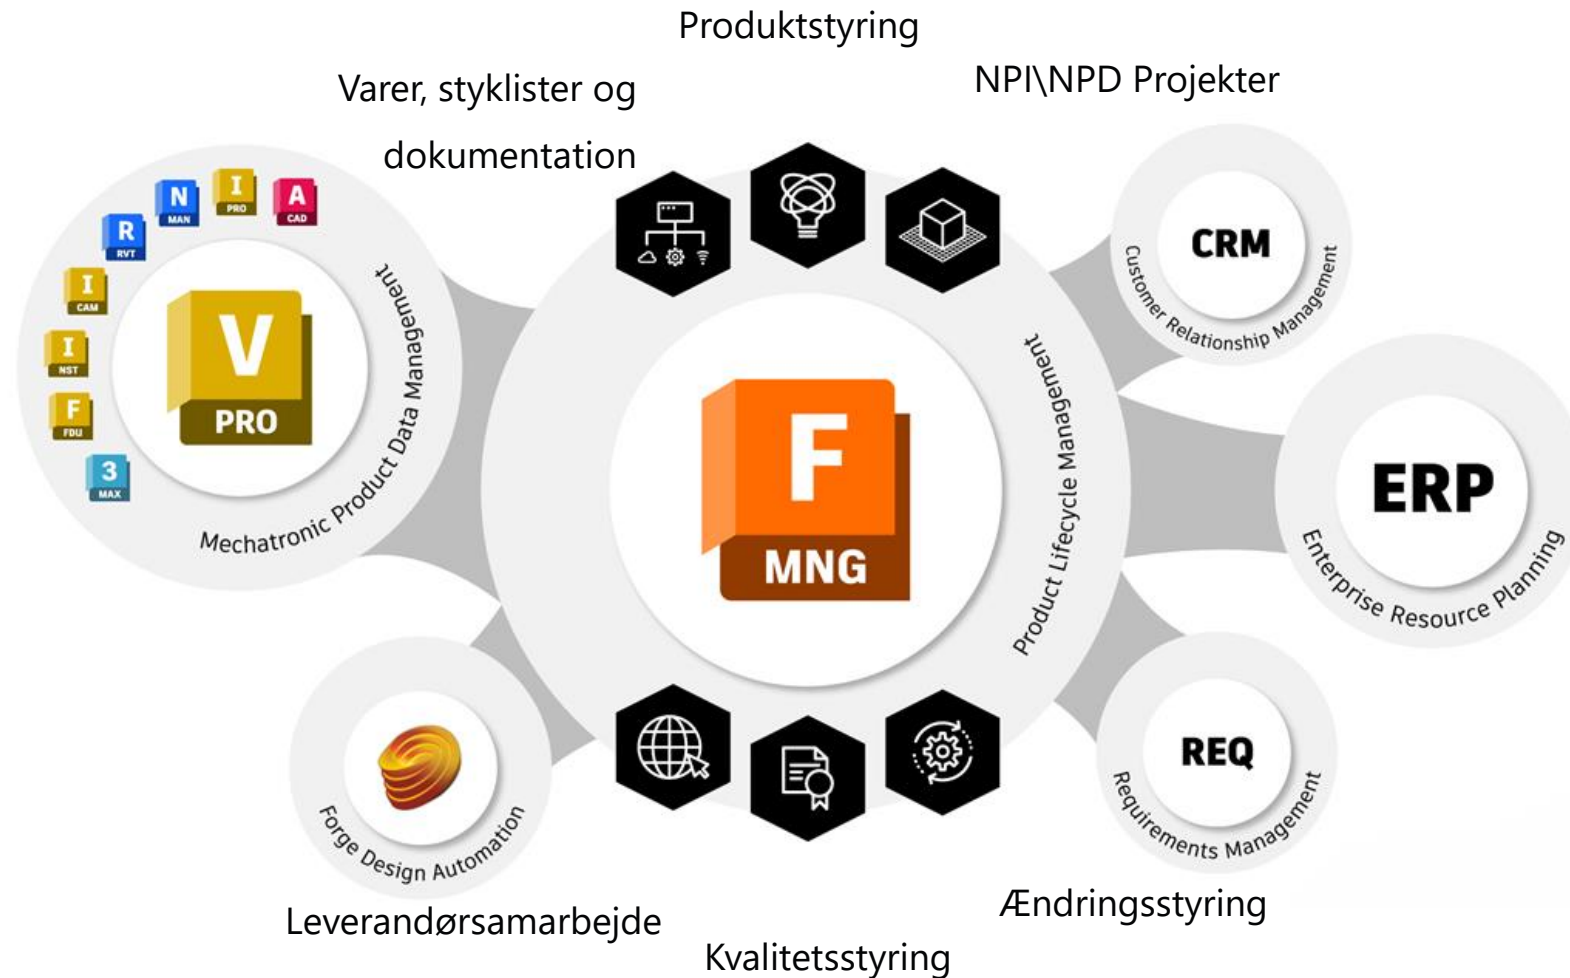 Produktstyring
Varer, styklister og
dokumentation
NPI\NPD Projekter
N
MAN
I
PRO
A
CAD
R
RVT
I
CAM
I
NST
F
FDU
3
MAX
V
PRO
Mechatronic Product Data Management
F
MNG
Product Lifecycle Management
CRM
Customer Relationship Management
ERP
Enterprise Resource Planning
REQ
Requirements Management
Forge Design Automation
Leverandørsamarbejde
Kvalitetsstyring
Ændringsstyring